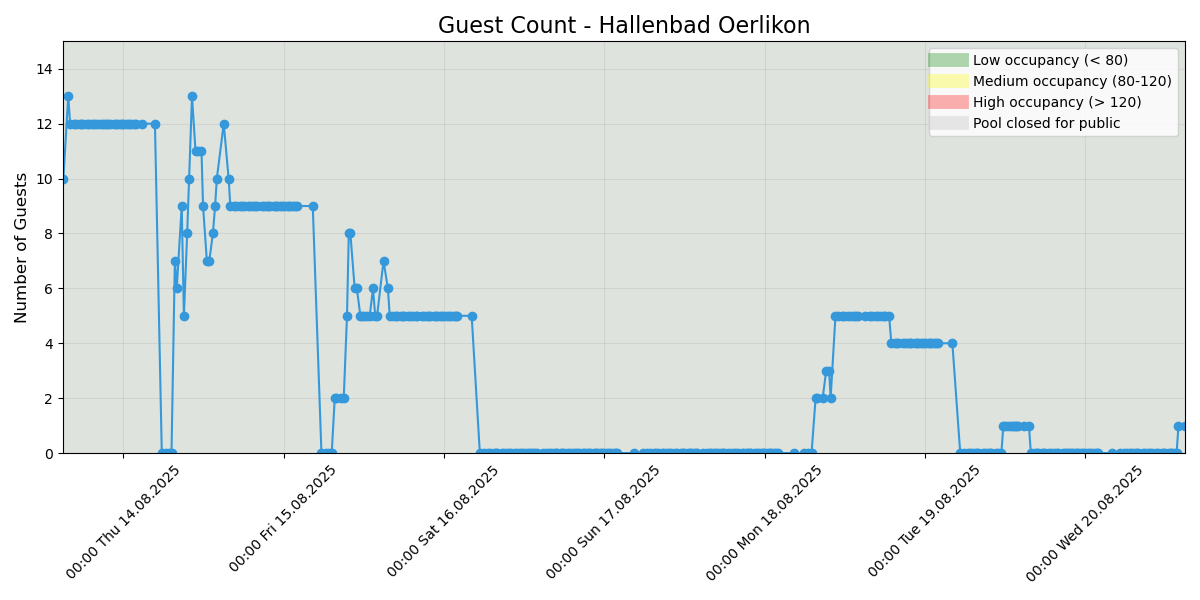 Guest Count - Hallenbad Oerlikon
Low occupancy (< 80)
Medium occupancy (80-120)
High occupancy (> 120)
Pool closed for public
Number of Guests
14
12
10
8
6
4
2
0
00:00 Thu 14.08.2025
00:00 Fri 15.08.2025
00:00 Sat 16.08.2025
00:00 Sun 17.08.2025
00:00 Mon 18.08.2025
00:00 Tue 19.08.2025
00:00 Wed 20.08.2025